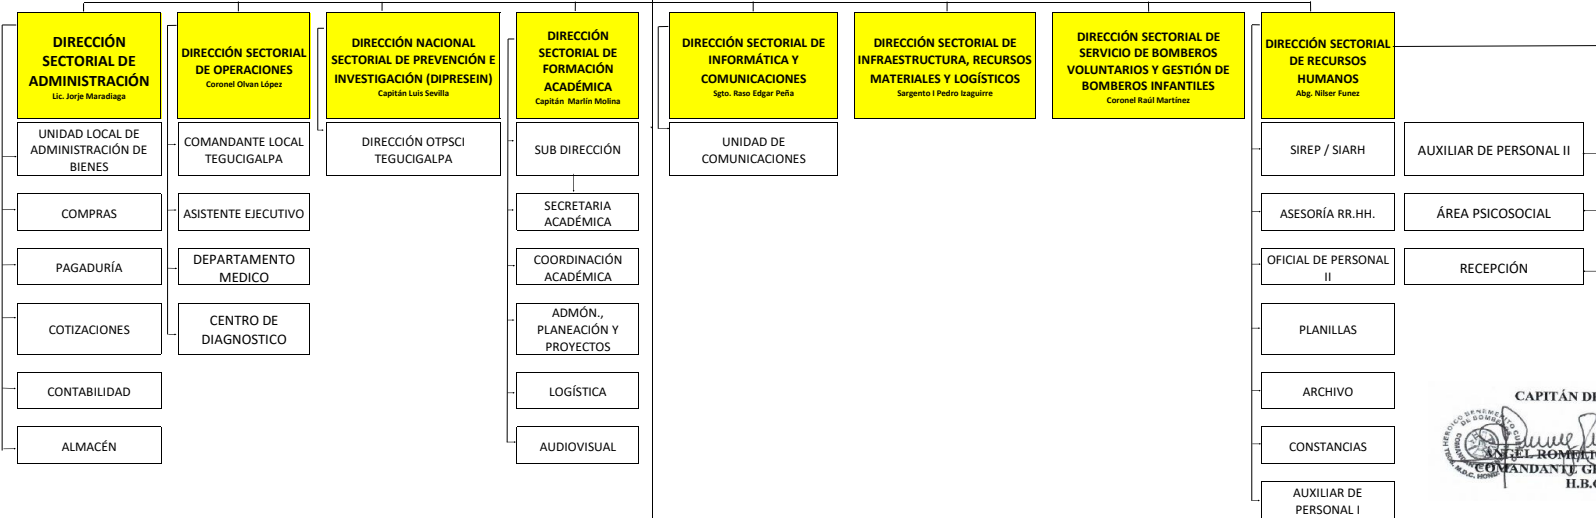 DIRECCIÓN
SECTORIAL DE
ADMINISTRACIÓN
Lic. Jorje Maradiaga
UNIDAD LOCAL DE
ADMINISTRACIÓN DE
BIENES
COMPRAS
PAGADURÍA
COTIZACIONES
CONTABILIDAD
ALMACÉN
DIRECCIÓN SECTORIAL
DE OPERACIONES
Coronel Olvan López
COMANDANTE LOCAL
TEGUCIGALPA
ASISTENTE EJECUTIVO
DEPARTAMENTO
MEDICO
CENTRO DE
DIAGNOSTICO
DIRECCIÓN NACIONAL
SECTORIAL DE PREVENCIÓN E
INVESTIGACIÓN (DIPRESEIN)
Capitán Luis Sevilla
DIRECCIÓN OTPSCI
TEGUCIGALPA
DIRECCIÓN
SECTORIAL DE
FORMACIÓN
ACADÉMICA
Capitán Marlin Molina
SUB DIRECCIÓN
SECRETARIA
ACADÉMICA
COORDINACIÓN
ACADÉMICA
ADMÓN.,
PLANEACIÓN Y
PROYECTOS
LOGÍSTICA
AUDIOVISUAL
DIRECCIÓN SECTORIAL DE
INFORMÁTICA Y
COMUNICACIONES
Sgto. Raso Edgar Peña
UNIDAD DE
COMUNICACIONES
DIRECCIÓN SECTORIAL DE
INFRAESTRUCTURA, RECURSOS
MATERIALES Y LOGÍSTICOS
Sargento I Pedro Izaguirre
DIRECCIÓN SECTORIAL DE
SERVICIO DE BOMBEROS
VOLUNTARIOS Y GESTIÓN DE
BOMBEROS INFANTILES
Coronel Raúl Martínez
DIRECCIÓN SECTORIAL
DE RECURSOS
HUMANOS
Abg. Nilser Funez
SIREP / SIARH
ASESORÍA RR.HH.
OFICIAL DE PERSONAL
II
PLANILLAS
ARCHIVO
CONSTANCIAS
AUXILIAR DE
PERSONAL I
AUXILIAR DE PERSONAL II
ÁREA PSICOSOCIAL
RECEPCIÓN
CAPITÁN DE
ANGEL ROMELIO
COMANDANTE GE
H.B.C